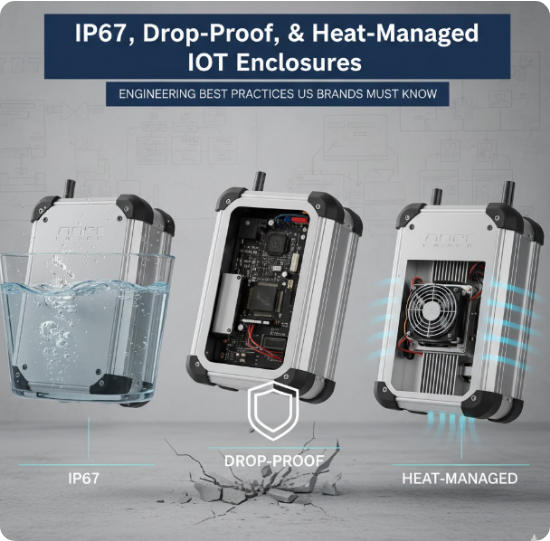 IP67, Drop-Proof, & Heat-Managed
IOT Enclosures
ENGINEERING BEST PRACTICES US BRANDS MUST KNOW
IP67
DROP-PROOF
HEAT-MANAGED